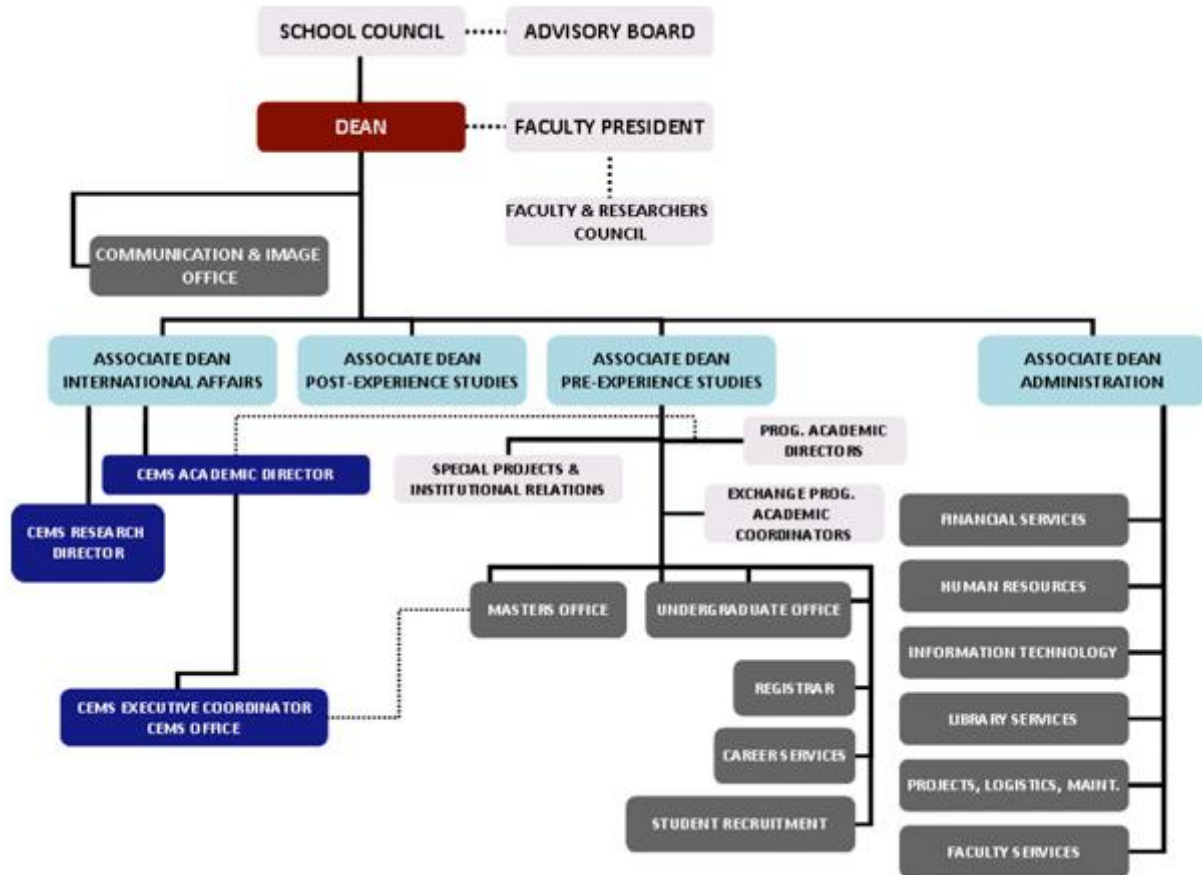 SCHOOL COUNCIL
ADVISORY BOARD
DEAN
FACULTY PRESIDENT
FACULTY & RESEARCHERS
COUNCIL
COMMUNICATION & IMAGE
OFFICE
ASSOCIATE DEAN
INTERNATIONAL AFFAIRS
ASSOCIATE DEAN
POST-EXPERIENCE STUDIES
ASSOCIATE DEAN
PRE-EXPERIENCE STUDIES
ASSOCIATE DEAN
ADMINISTRATION
CEMS ACADEMIC DIRECTOR
CEMS RESEARCH
DIRECTOR
SPECIAL PROJECTS &
INSTITUTIONAL RELATIONS
PROG. ACADEMIC
DIRECTORS
EXCHANGE PROG.
ACADEMIC
COORDINATORS
MASTERS OFFICE
UNDERGRADUATE OFFICE
REGISTRAR
CAREER SERVICES
STUDENT RECRUITMENT
CEMS EXECUTIVE COORDINATOR
CEMS OFFICE
FINANCIAL SERVICES
HUMAN RESOURCES
INFORMATION TECHNOLOGY
LIBRARY SERVICES
PROJECTS, LOGISTICS, MAINT.
FACULTY SERVICES